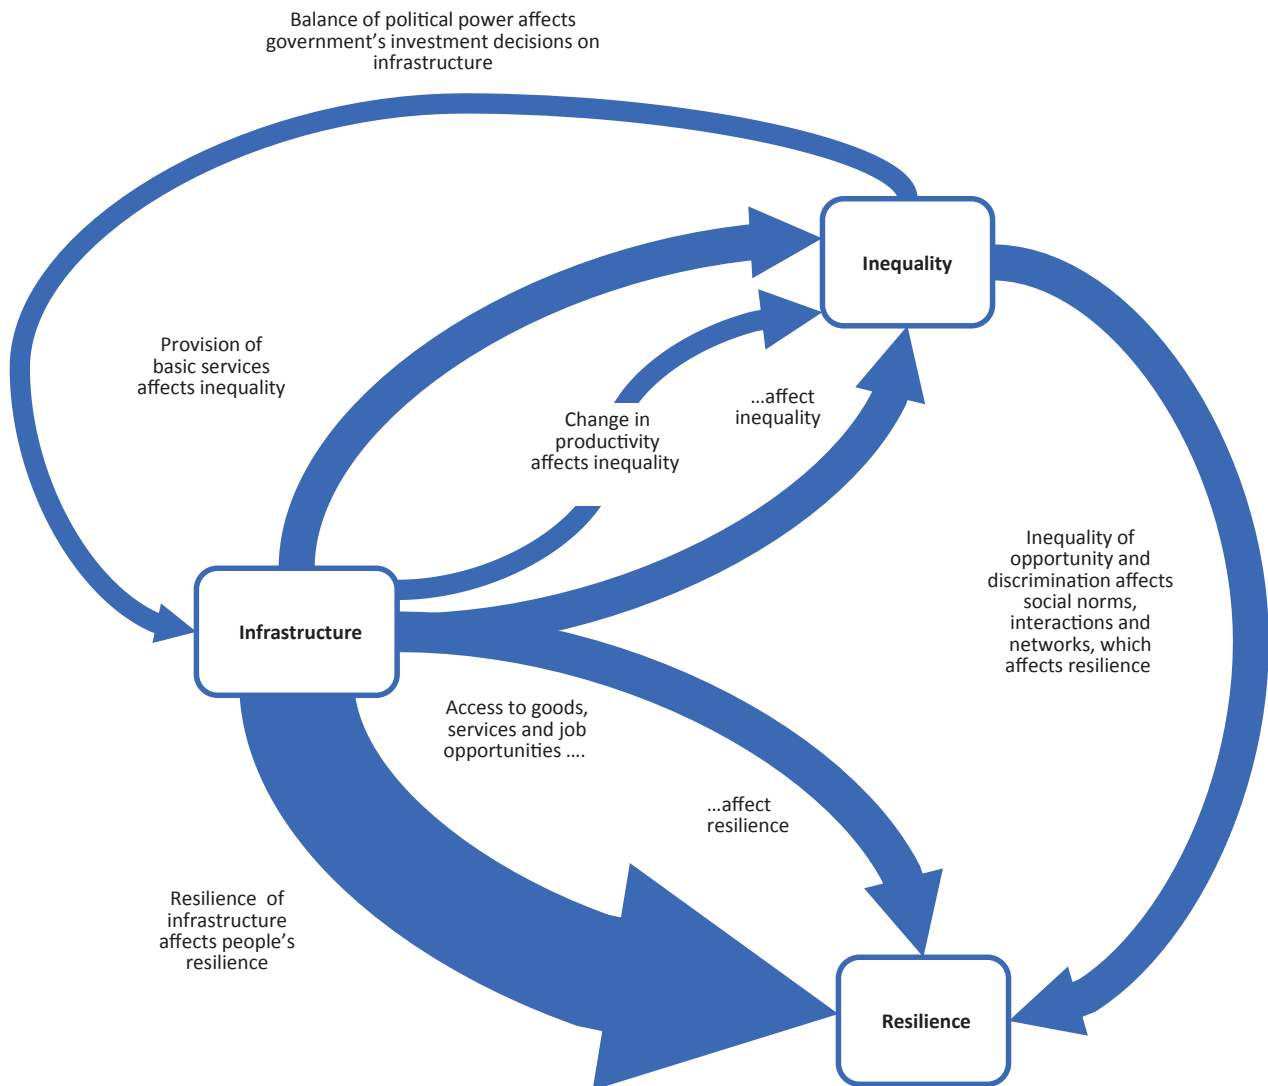 Balance of political power affects
government’s investment decisions on
infrastructure
Inequality
Provision of
basic services
affects inequality
…affect
inequality
Change in
productivity
affects inequality
Inequality of
opportunity and
discrimination affects
social norms,
interactions and
networks, which
affects resilience
Infrastructure
Access to goods,
services and job
opportunities ….
…affect
resilience
Resilience of
infrastructure
affects people’s
resilience
Resilience